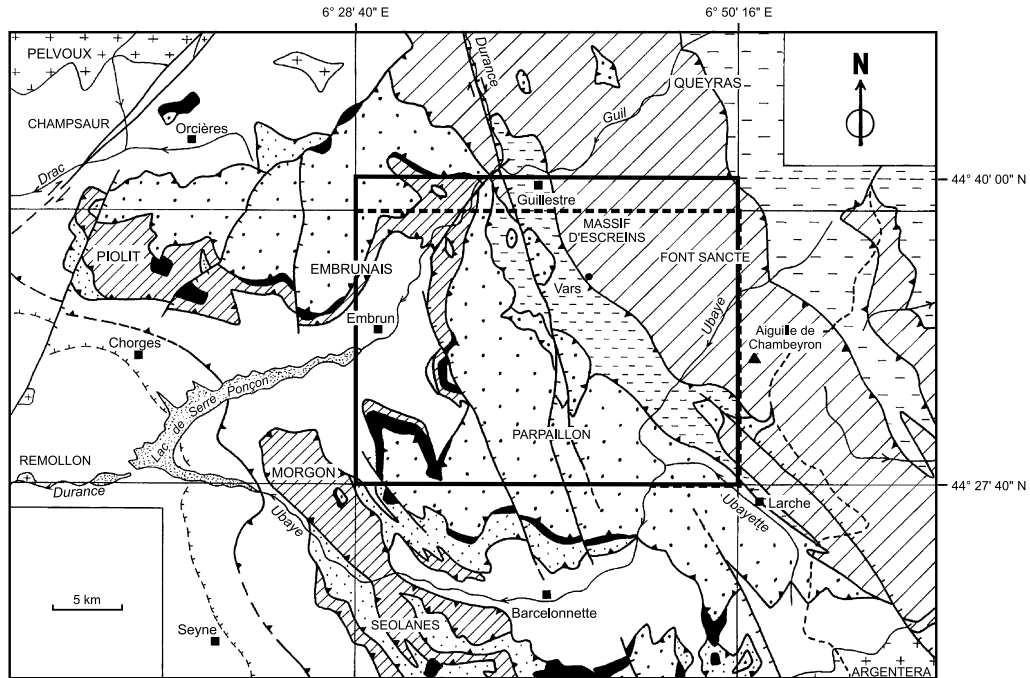 6° 28' 40" E
6° 50' 16" E
PELVOUX
Durance
QUEYRAS
N
CHAMPSAUR
Orcières
Guil
Drac
44° 40' 00" N
Guillestre
MASSIF
D'ESCREINS
PIOLIT
EMBRUNAIS
FONT SANCTE
Vars
Ubaye
Embrun
Aiguille de
Chambeyron
Chorges
Lac de Serre Ponçon
PARPAILLON
REMOLLON
MORGON
44° 27' 40" N
Durance
Ubaye
Ubayette
Larche
5 km
Barcelonnette
Seyne
SEOLANES
ARGENTERA